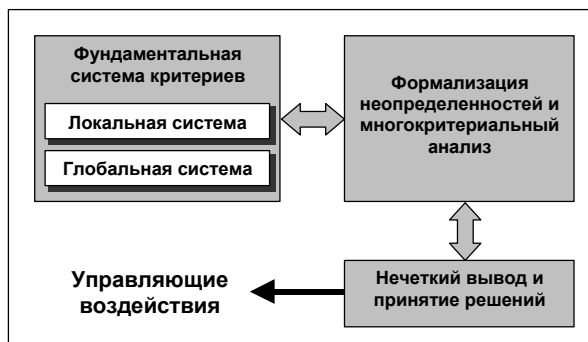 Фундаментальная
система критериев
Локальная система
Глобальная система
Формализация
неопределенностей и
многокритериальный
анализ
Нечеткий вывод и
принятие решений
Управляющие
воздействия